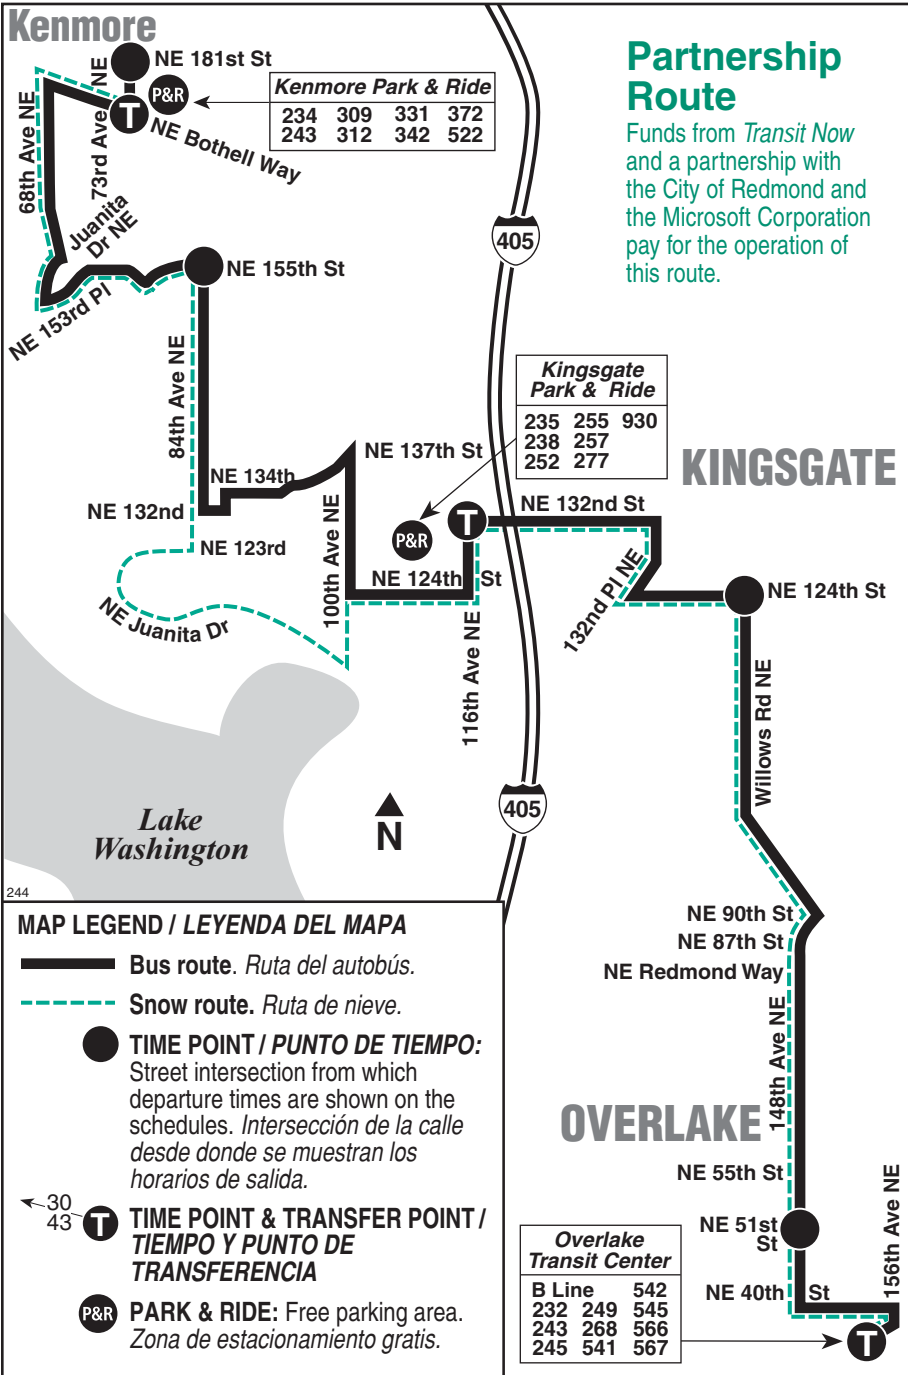 Kenmore
NE 181st St
P&R
T
73rd Ave NE
68th Ave NE
NE Bothell Way
Kenmore Park & Ride
234 309 331 372
243 312 342 522
Partnership
Route
Funds from Transit Now
and a partnership with
the City of Redmond and
the Microsoft Corporation
pay for the operation of
this route.
Juanita
Dr NE
405
NE 155th St
NE 153rd Pl
84th Ave NE
Kingsgate
Park & Ride
235 255 930
238 257
252 277
KINGSGATE
NE 137th St
NE 134th
NE 132nd
NE 132nd St
100th Ave NE
P&R
T
NE 123rd
NE 124th St
132nd Pl NE
NE 124th St
NE Juanita Dr
116th Ave NE
Willows Rd NE
Lake
Washington
N
405
244
NE 90th St
NE 87th St
NE Redmond Way
148th Ave NE
OVERLAKE
NE 55th St
156th Ave NE
NE 51st
St
NE 40th St
Overlake
Transit Center
B Line 542
232 249 545
243 268 566
245 541 567
T
MAP LEGEND / LEYENDA DEL MAPA
Bus route. Ruta del autobús.
Snow route. Ruta de nieve.
TIME POINT / PUNTO DE TIEMPO:
Street intersection from which
departure times are shown on the
schedules. Intersección de la calle
desde donde se muestran los
horarios de salida.
30
43
T
TIME POINT & TRANSFER POINT /
TIEMPO Y PUNTO DE
TRANSFERENCIA
P&R
PARK & RIDE: Free parking area.
Zona de estacionamiento gratis.